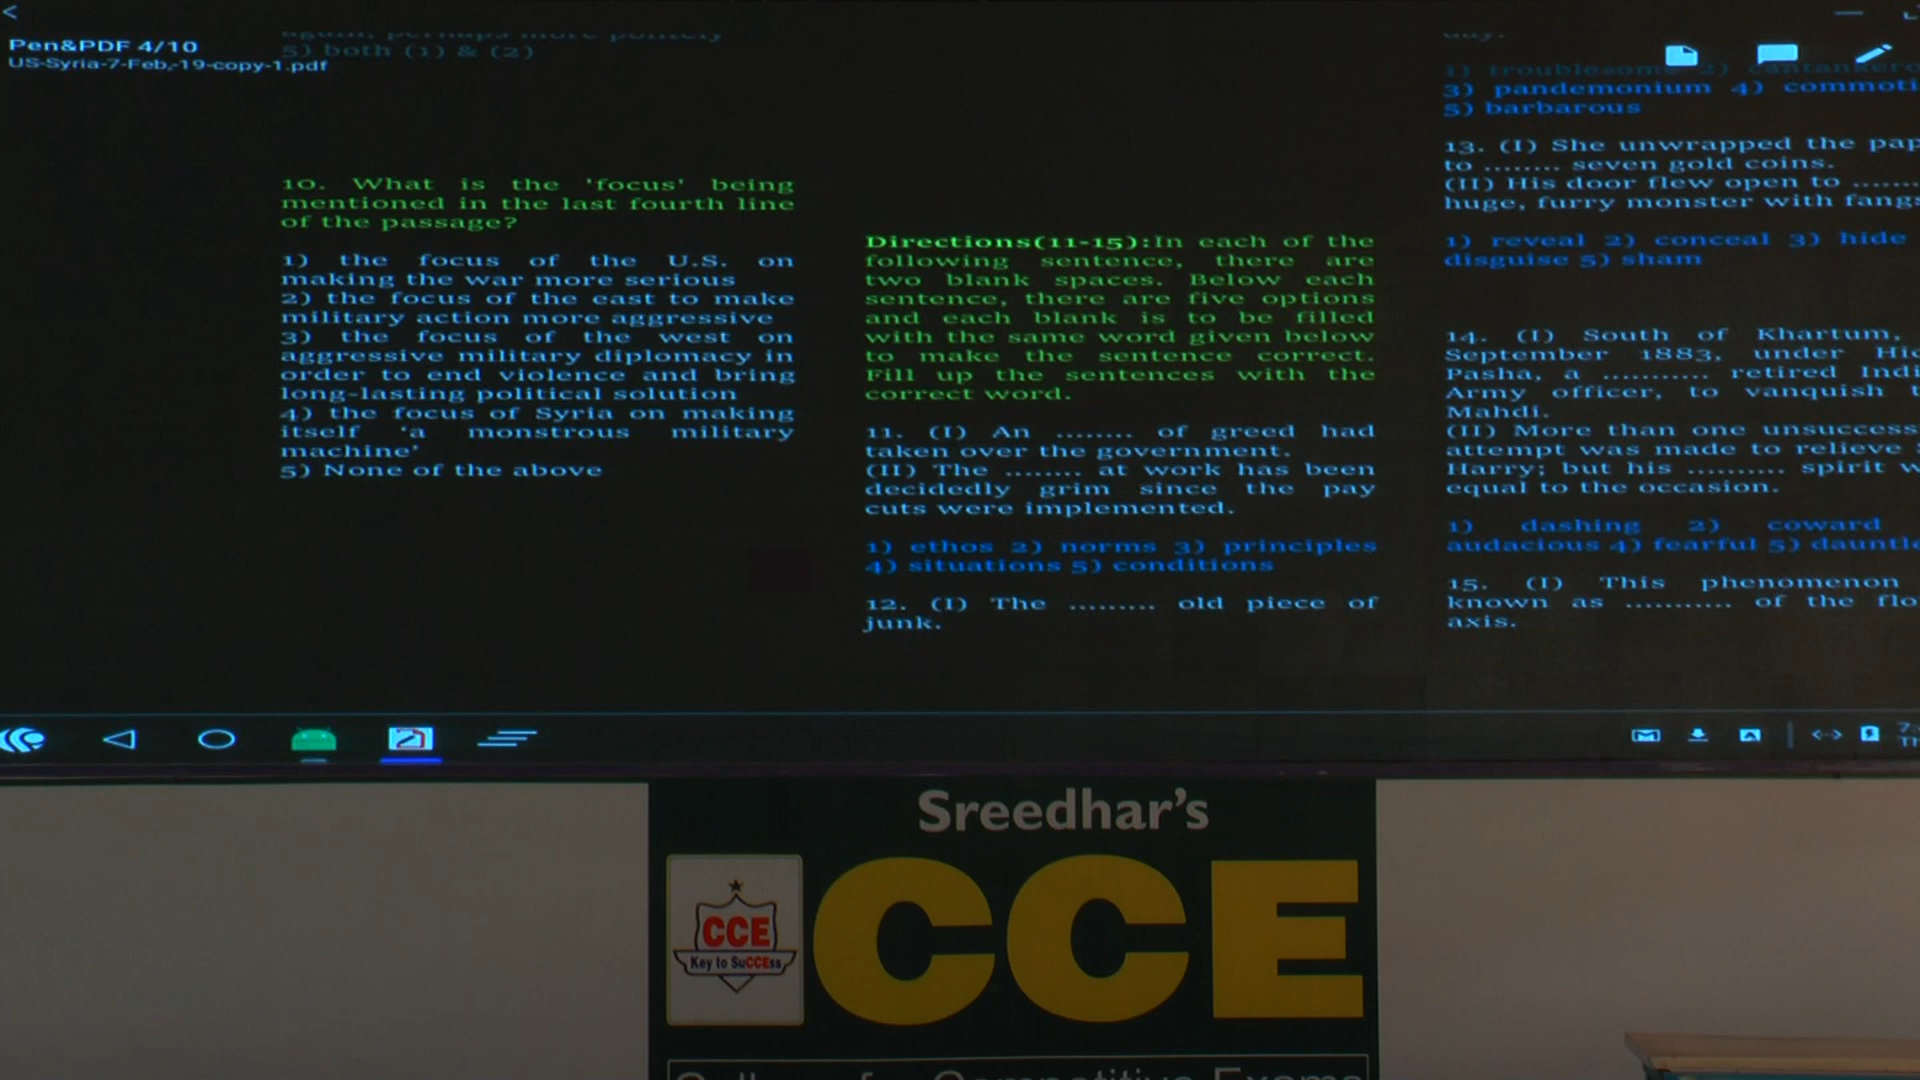 Pen&PDF 4/10
US-Syria-7-Feb,-19-copy-1.pdf
again, perhaps more politely
5) both (1) & (2)
10. What is the 'focus' being
mentioned in the last fourth line
of the passage?
1) the focus of the U.S. on
making the war more serious
2) the focus of the east to make
military action more aggressive
3) the focus of the west on
aggressive military diplomacy in
order to end violence and bring
long-lasting political solution
4) the focus of Syria on making
itself 'a monstrous military
machine'
5) None of the above
Directions(11-15):In each of the
following sentence, there are
two blank spaces. Below each
sentence, there are five options
and each blank is to be filled
with the same word given below
to make the sentence correct.
Fill up the sentences with the
correct word.
11. (I) An ........ of greed had
taken over the government.
(II) The ........ at work has been
decidedly grim since the pay
cuts were implemented.
1) ethos 2) norms 3) principles
4) situations 5) conditions
12. (I) The ......... old piece of
junk.
day.
1) troublesome 2) cantankero
3) pandemonium 4) commoti
5) barbarous
13. (I) She unwrapped the pap
to ........ seven gold coins.
(II) His door flew open to .......
huge, furry monster with fangs
1) reveal 2) conceal 3) hide
disguise 5) sham
14. (I) South of Khartum,
September 1883, under Hic
Pasha, a ........... retired Indi
Army officer, to vanquish t
Mahdi.
(II) More than one unsuccess
attempt was made to relieve
Harry; but his .......... spirit w
equal to the occasion.
1) dashing 2) coward
audacious 4) fearful 5) dauntle
15. (I) This phenomenon
known as ........... of the flo
axis.
Sreedhar's
CCE
CCE
Key to SuCCEss